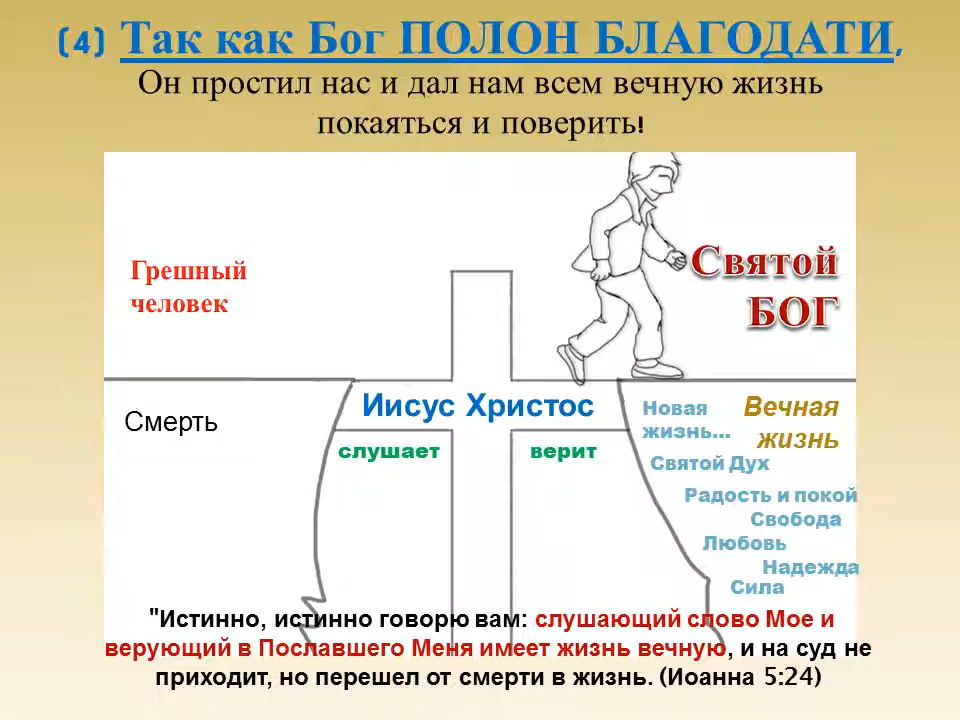 (4) Так как Бог ПОЛОН БЛАГОДАТИ,
Он простил нас и дал нам всем вечную жизнь
покаяться и поверить!
Грешный
человек
Святой
БОГ
Смерть
Иисус Христос
слушает
верит
Новая
жизнь...
Вечная
жизнь
Святой Дух
Радость и покой
Свобода
Любовь
Надежда
Сила
"Истинно, истинно говорю вам: слушающий слово Мое и
верующий в Пославшего Меня имеет жизнь вечную, и на суд не
приходит, но перешел от смерти в жизнь. (Иоанна 5:24)